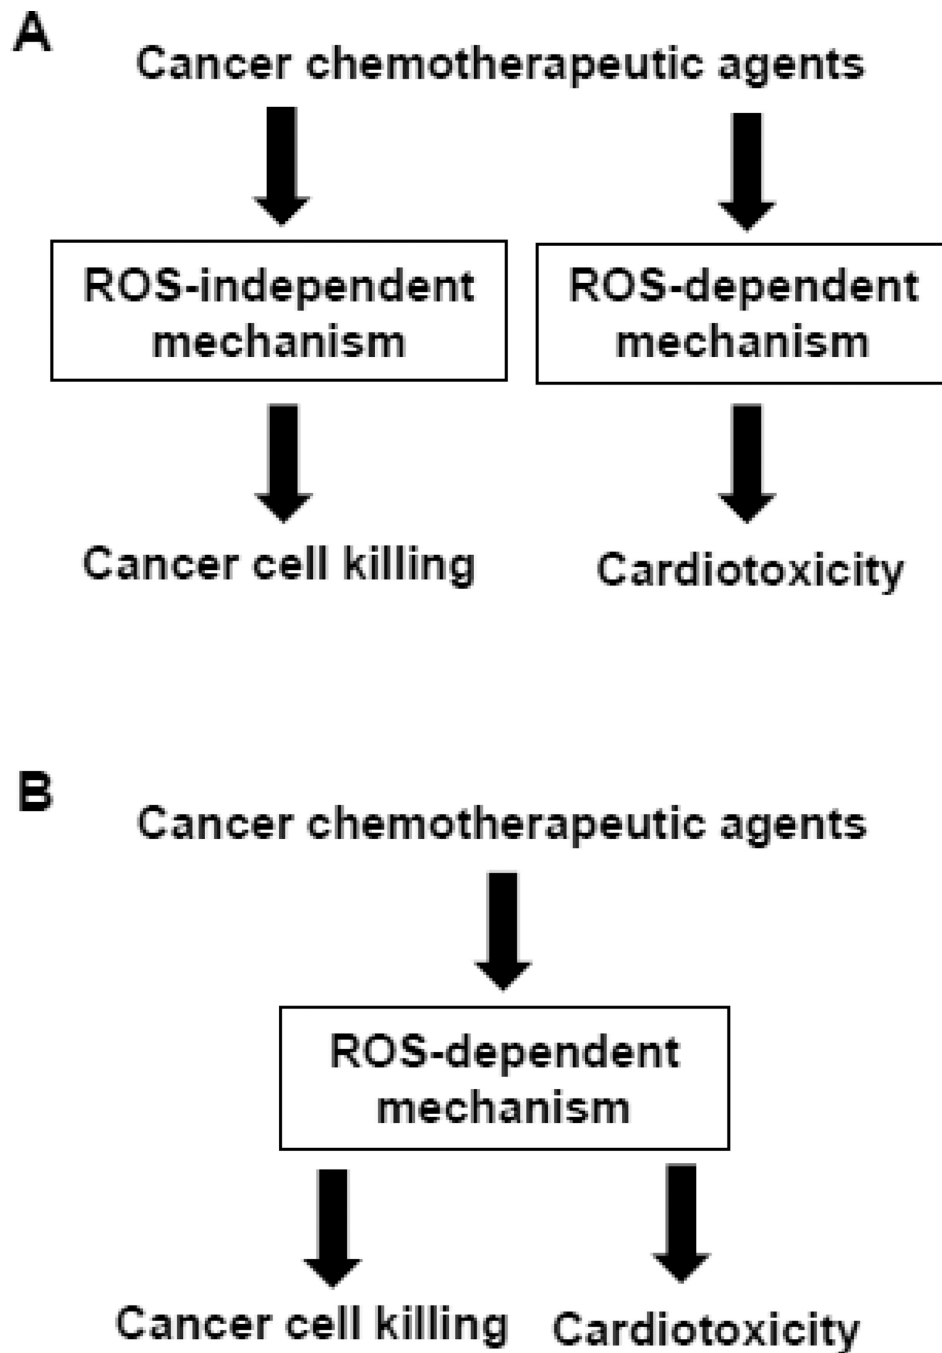 A
Cancer chemotherapeutic agents
ROS-independent
mechanism
ROS-dependent
mechanism
Cancer cell killing
Cardiotoxicity
B
Cancer chemotherapeutic agents
ROS-dependent
mechanism
Cancer cell killing
Cardiotoxicity